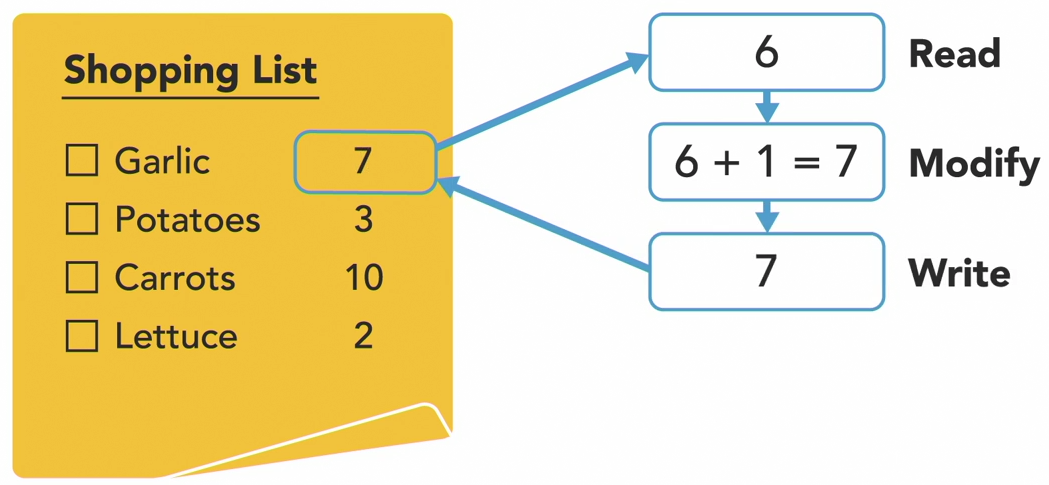 Shopping List
Garlic 7
Potatoes 3
Carrots 10
Lettuce 2
6 Read
6 + 1 = 7 Modify
7 Write